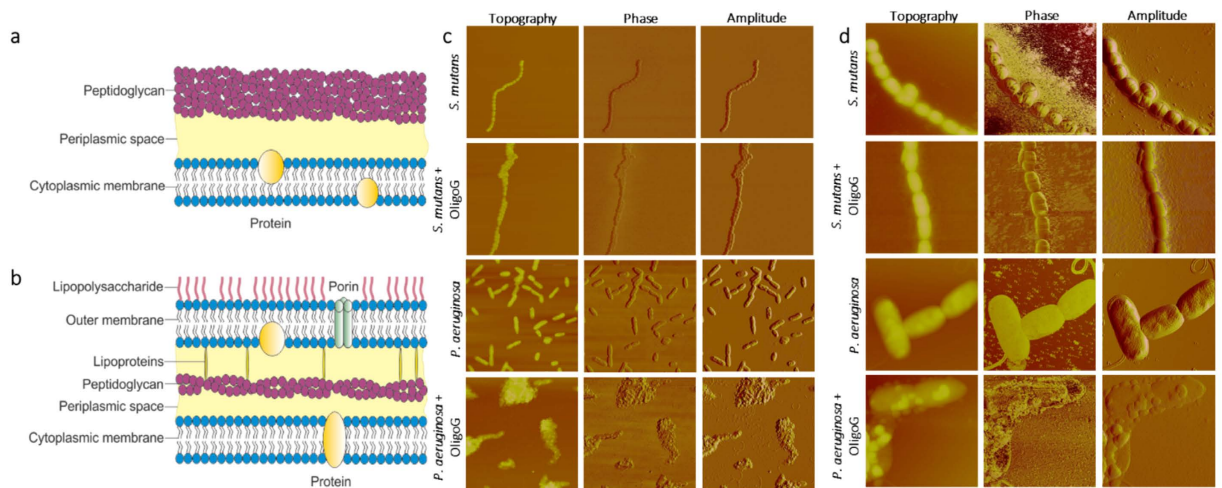 a
Peptidoglycan
Periplasmic space
Cytoplasmic membrane
Protein
b
Lipopolysaccharide
Porin
Outer membrane
Lipoproteins
Peptidoglycan
Periplasmic space
Cytoplasmic membrane
Protein
c
Topography Phase Amplitude
S. mutans
S. mutans +
OligoG
P. aeruginosa
P. aeruginosa +
OligoG
d
Topography Phase Amplitude
S. mutans
S. mutans +
OligoG
P. aeruginosa
P. aeruginosa +
OligoG